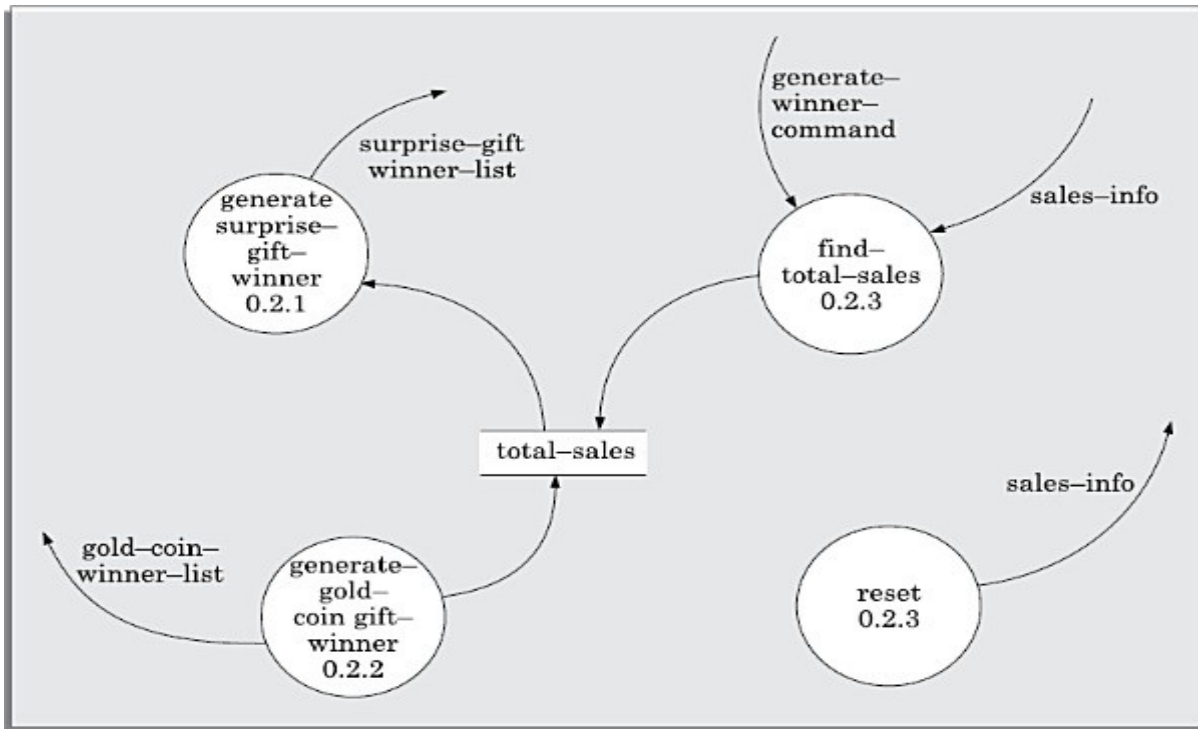 generate–
winner–
command
surprise–gift
winner–list
generate
surprise–
gift–
winner
0.2.1
sales–info
find–
total–sales
0.2.3
total–sales
sales–info
gold–coin–
winner–list
generate–
gold–
coin gift–
winner
0.2.2
reset
0.2.3